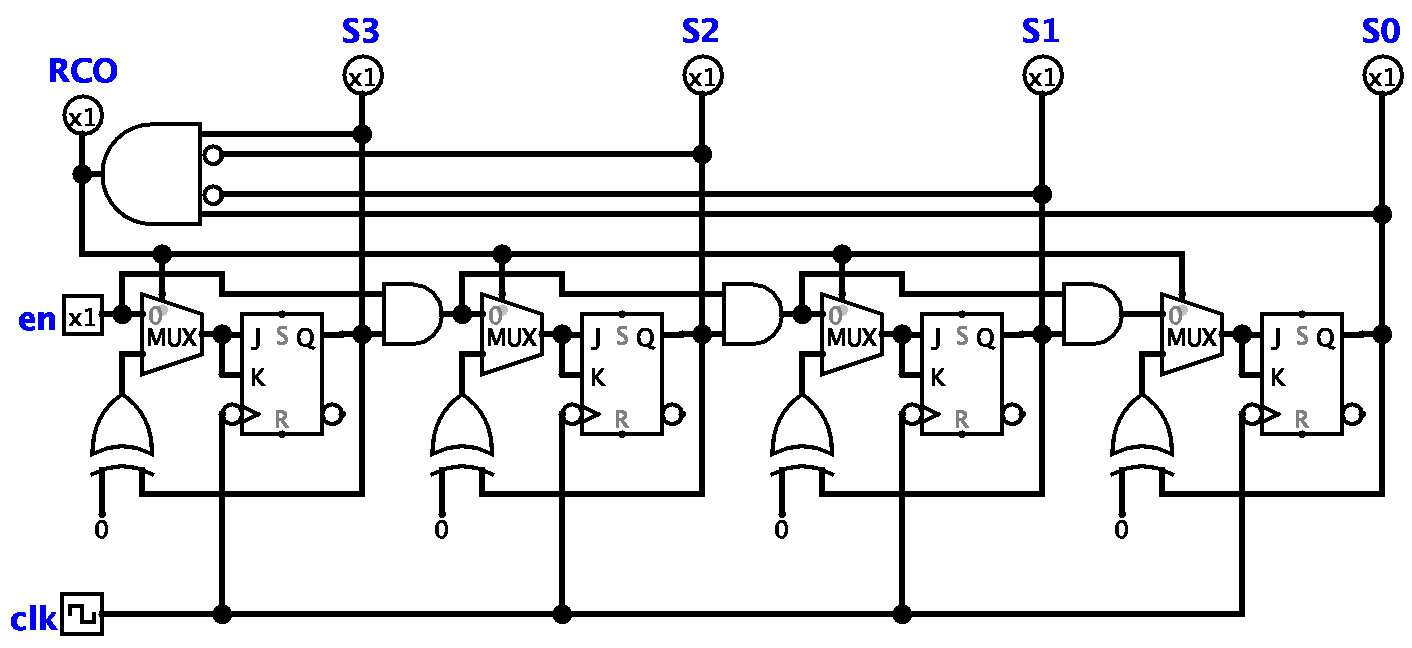 S3 S2 S1 S0
RCO x1 x1 x1 x1
x1
en x1 0 MUX J S Q 0 MUX J S Q 0 MUX J S Q 0 MUX J S Q
K K K K
R R R R
0 0 0 0
clk